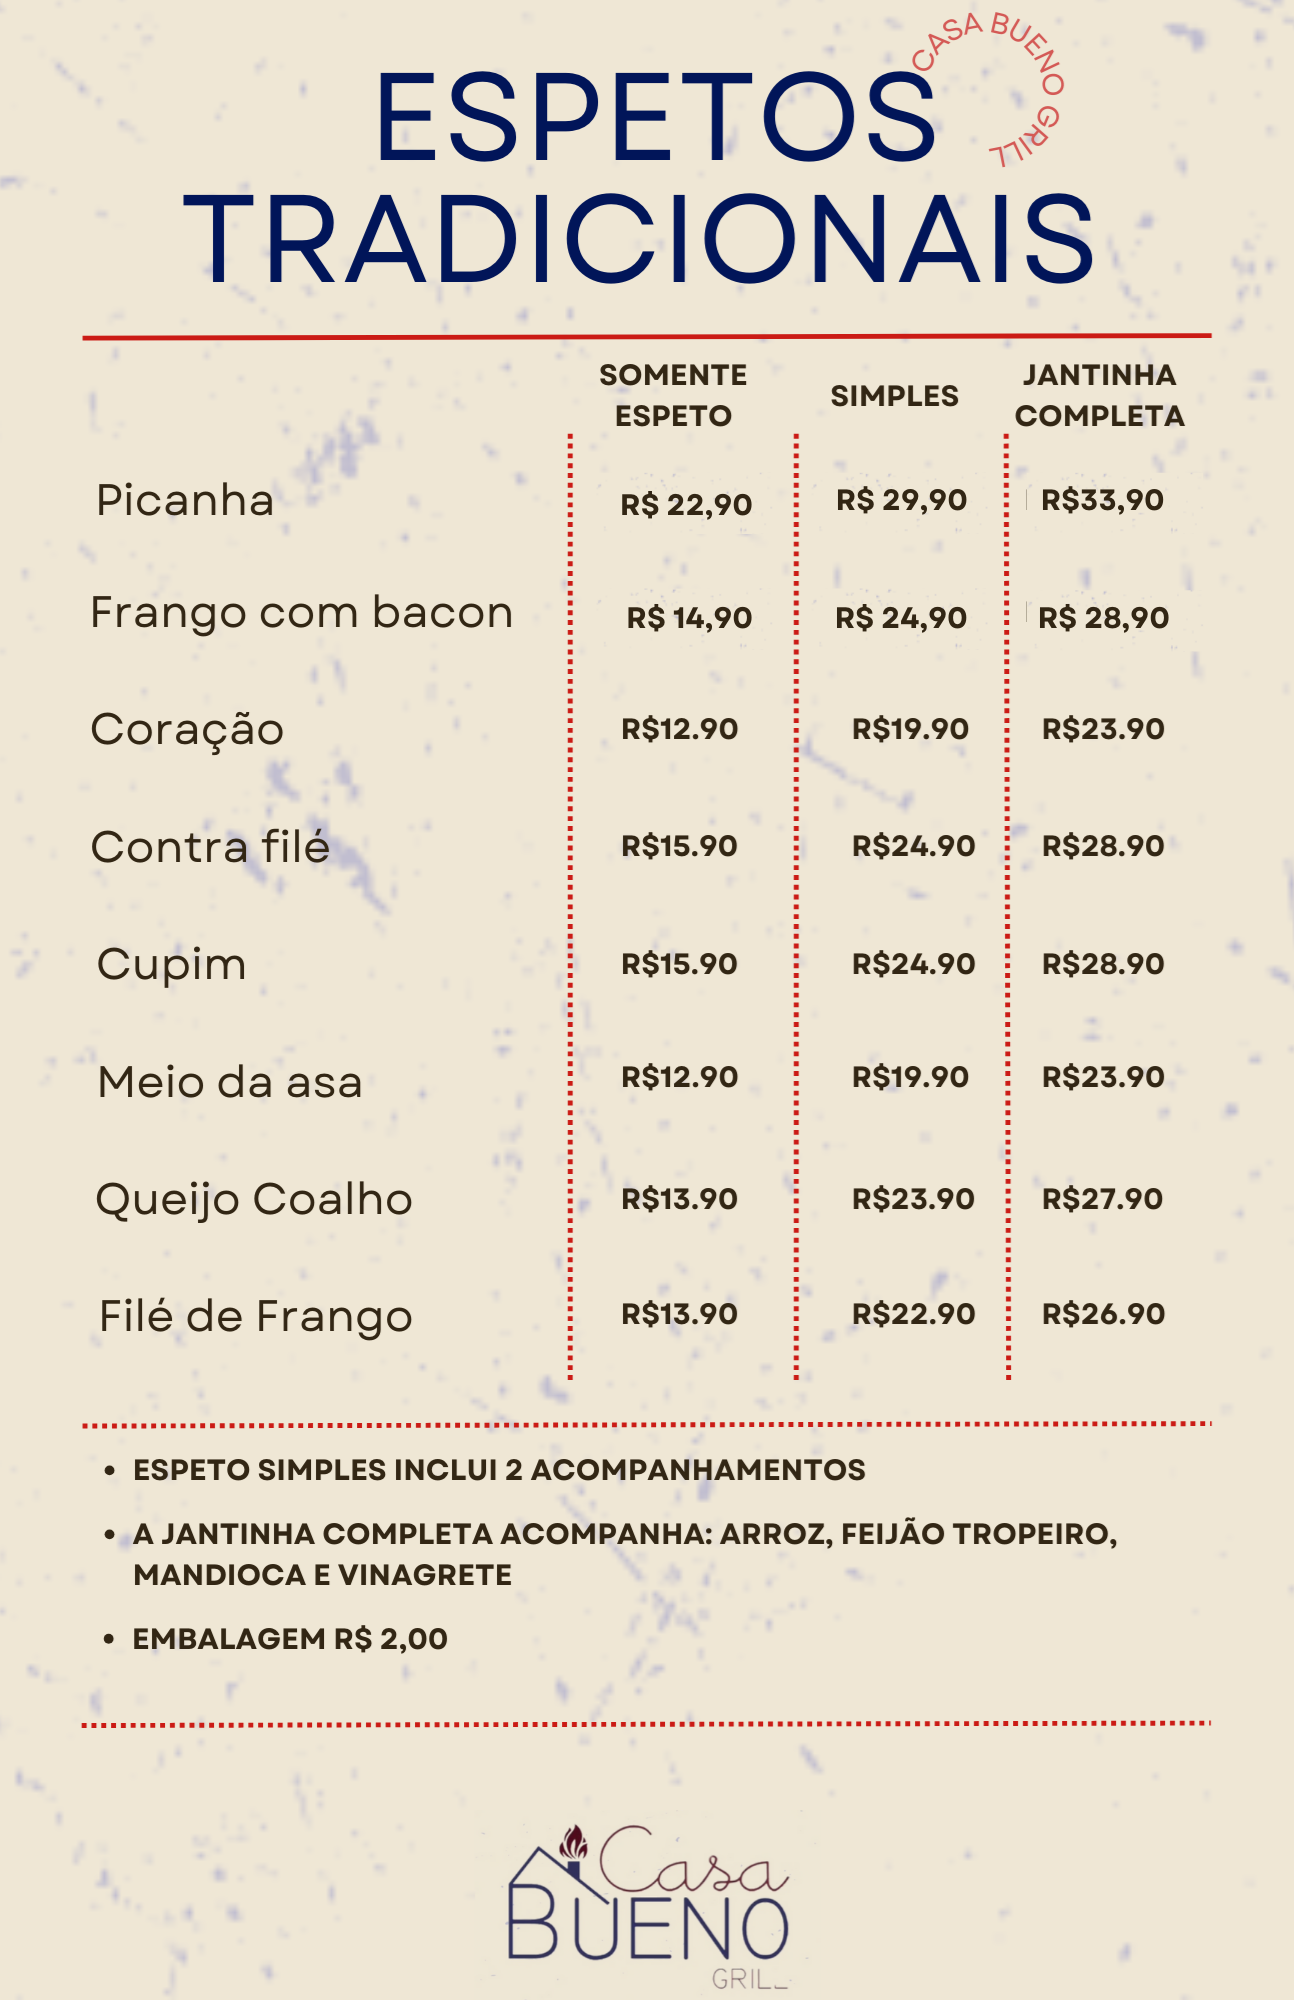 CASA BUENO GRILL
ESPETOS
TRADICIONAIS
SOMENTE
ESPETO
SIMPLES
JANTINHA
COMPLETA
Picanha R$ 22,90 R$ 29,90 R$33,90
Frango com bacon R$ 14,90 R$ 24,90 R$ 28,90
Coração R$12.90 R$19.90 R$23.90
Contra filé R$15.90 R$24.90 R$28.90
Cupim R$15.90 R$24.90 R$28.90
Meio da asa R$12.90 R$19.90 R$23.90
Queijo Coalho R$13.90 R$23.90 R$27.90
Filé de Frango R$13.90 R$22.90 R$26.90
• ESPETO SIMPLES INCLUI 2 ACOMPANHAMENTOS
• A JANTINHA COMPLETA ACOMPANHA: ARROZ, FEIJÃO TROPEIRO,
MANDIOCA E VINAGRETE
• EMBALAGEM R$ 2,00
Casa
BUENO
GRILL